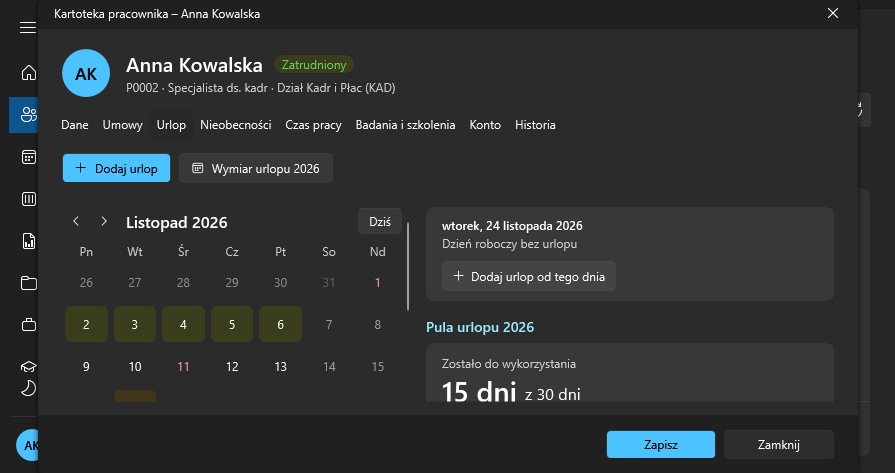 Kartoteka pracownika – Anna Kowalska
AK
Anna Kowalska
Zatrudniony
P0002 · Specjalista ds. kadr · Dział Kadr i Płac (KAD)
Dane Umowy Urlop Nieobecności Czas pracy Badania i szkolenia Konto Historia
+ Dodaj urlop
Wymiar urlopu 2026
Listopad 2026
Dziś
Pn Wt Śr Cz Pt So Nd
26 27 28 29 30 31 1
2 3 4 5 6 7 8
9 10 11 12 13 14 15
wtorek, 24 listopada 2026
Dzień roboczy bez urlopu
+ Dodaj urlop od tego dnia
Pula urlopu 2026
Zostało do wykorzystania
15 dni z 30 dni
AK
Zapisz
Zamknij